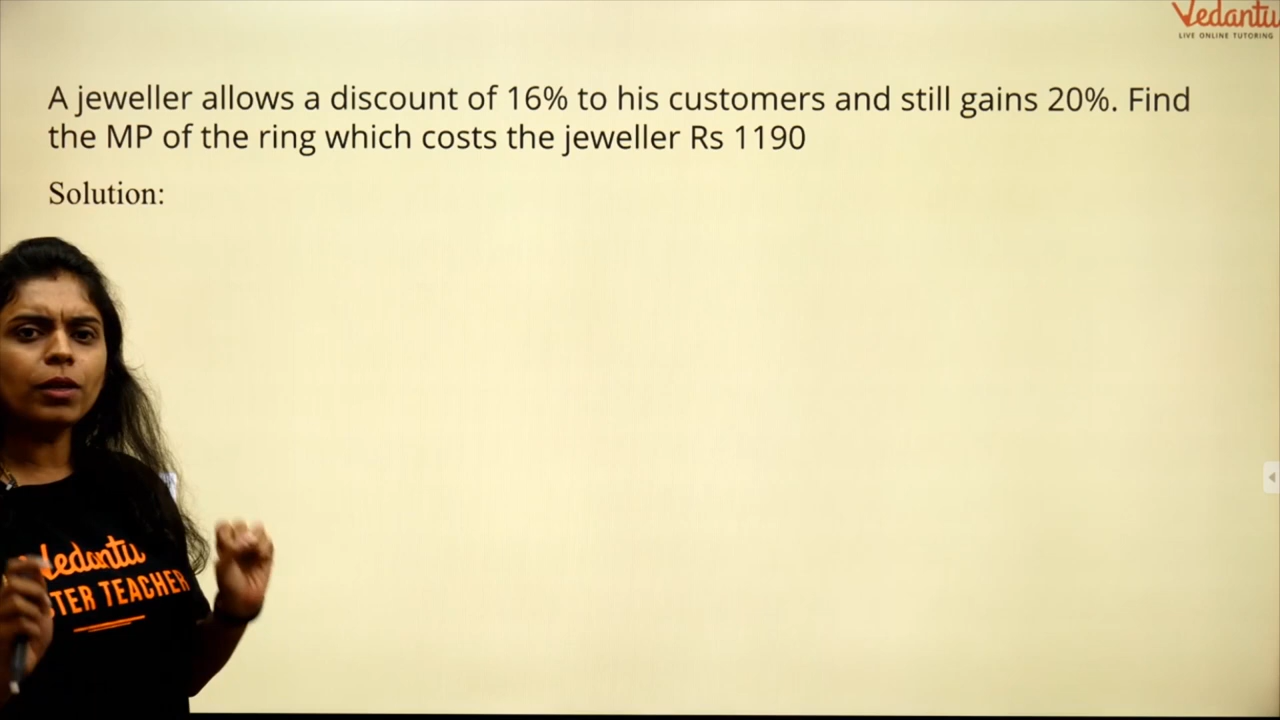 Vedantu
LIVE ONLINE TUTORING
A jeweller allows a discount of 16% to his customers and still gains 20%. Find
the MP of the ring which costs the jeweller Rs 1190
Solution:
Vedantu
TER TEACHER